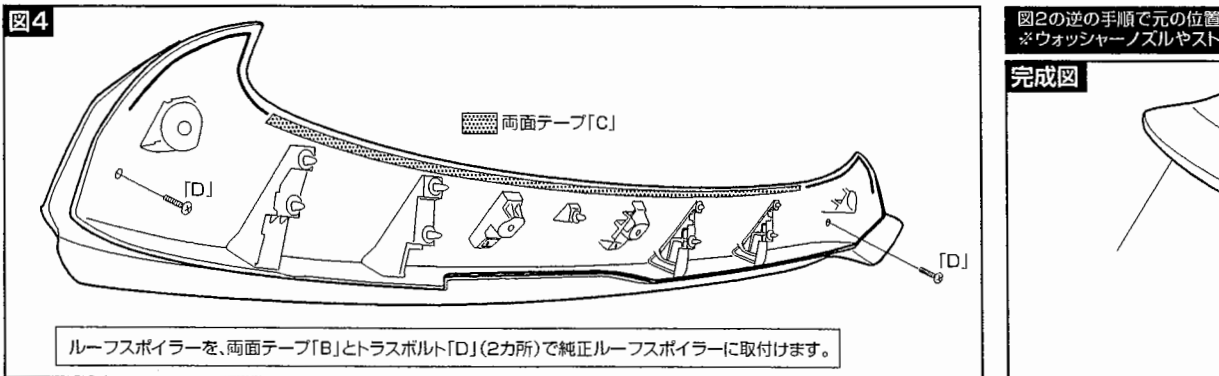 図4
両面テープ「C」
「D」
「D」
ルーフスポイラーを、両面テープ「B」とトラスボルト「D」(2カ所)で純正ルーフスポイラーに取付けます。
図2の逆の手順で元の位置
※ウォッシャーノズルやスト
完成図